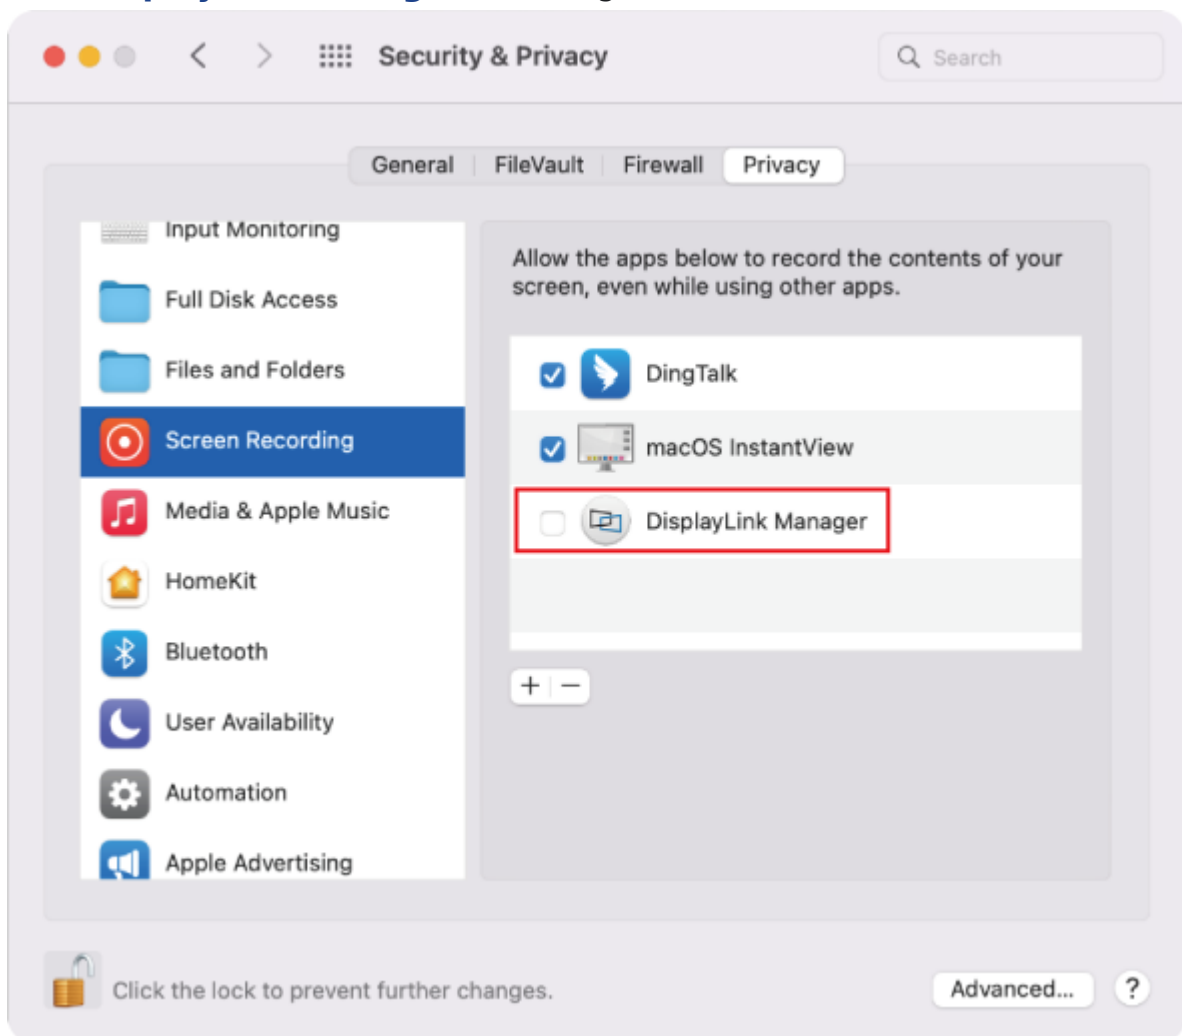 Security & Privacy
Search
General
FileVault
Firewall
Privacy
Input Monitoring
Full Disk Access
Files and Folders
Screen Recording
Media & Apple Music
HomeKit
Bluetooth
User Availability
Automation
Apple Advertising
Allow the apps below to record the contents of your
screen, even while using other apps.
DingTalk
macOS InstantView
DisplayLink Manager
Click the lock to prevent further changes.
Advanced...
?